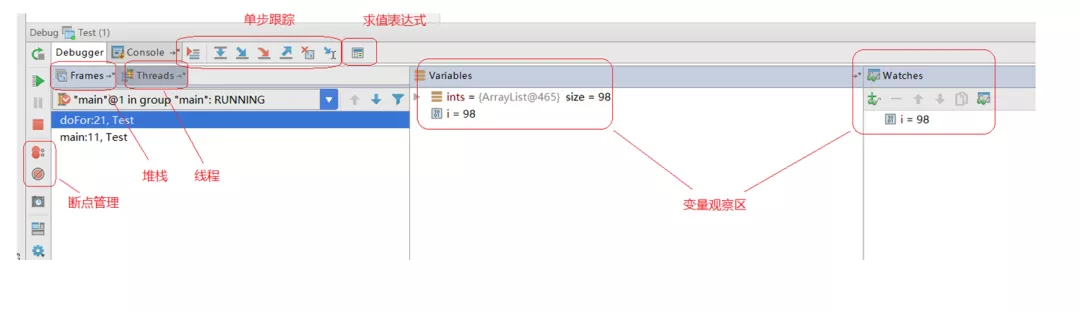 单步跟踪
求值表达式
Debug Test (1)
Debugger Console
Frames Threads Variables Watches
"main"@1 in group "main": RUNNING
ints = {ArrayList@465} size = 98
i = 98
i = 98
doFor:21, Test
main:11, Test
堆栈
线程
断点管理
变量观察区